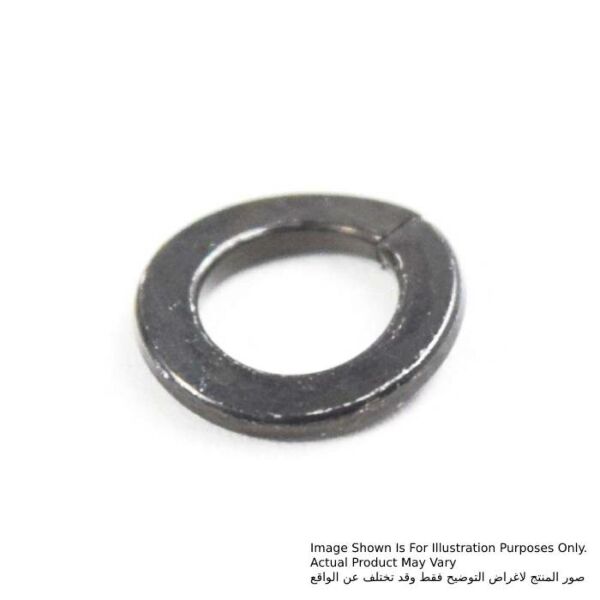 Image Shown Is For Illustration Purposes Only.
Actual Product May Vary
صور المنتج لاغراض التوضيح فقط وقد تختلف عن الواقع